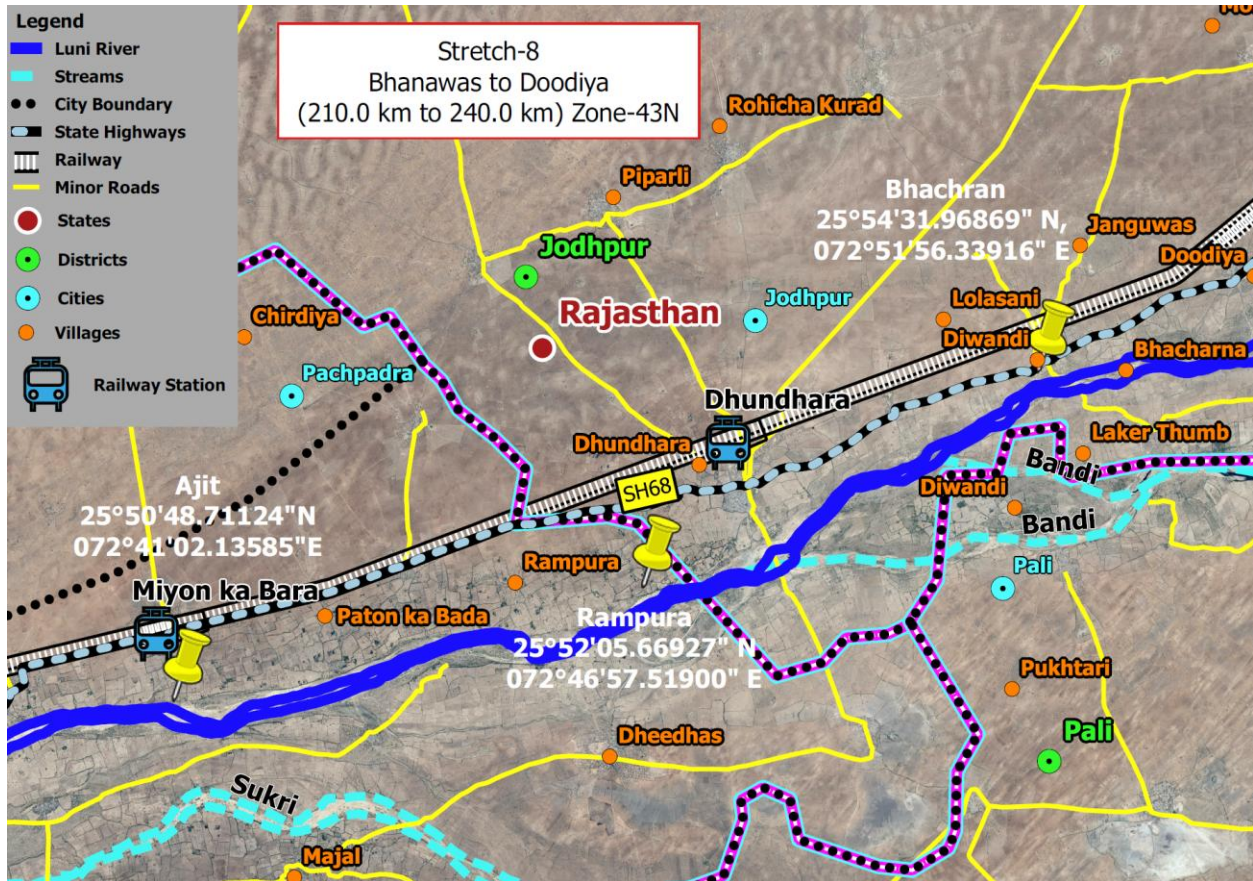 Legend
Luni River
Streams
City Boundary
State Highways
Railway
Minor Roads
States
Districts
Cities
Villages
Railway Station
Stretch-8
Bhanawas to Doodiya
(210.0 km to 240.0 km) Zone-43N
Rohicha Kurad
Piparli
Bhachran
25°54'31.96869" N,
072°51'56.33916" E
Janguwas
Jodhpur
Doodiya
Jodhpur
Lolasani
Rajasthan
Chirdiya
Diwandi
Bhacharna
Pachpadra
Dhundhara
Dhundhara
Laker Thumb
Bandi
SH68
Diwandi
Ajit
25°50'48.71124"N
072°41'02.13585"E
Bandi
Rampura
Pali
Miyon ka Bara
Paton ka Bada
Rampura
25°52'05.66927" N
072°46'57.51900" E
Pukhtari
Dheedhas
Pali
Sukri
Majal